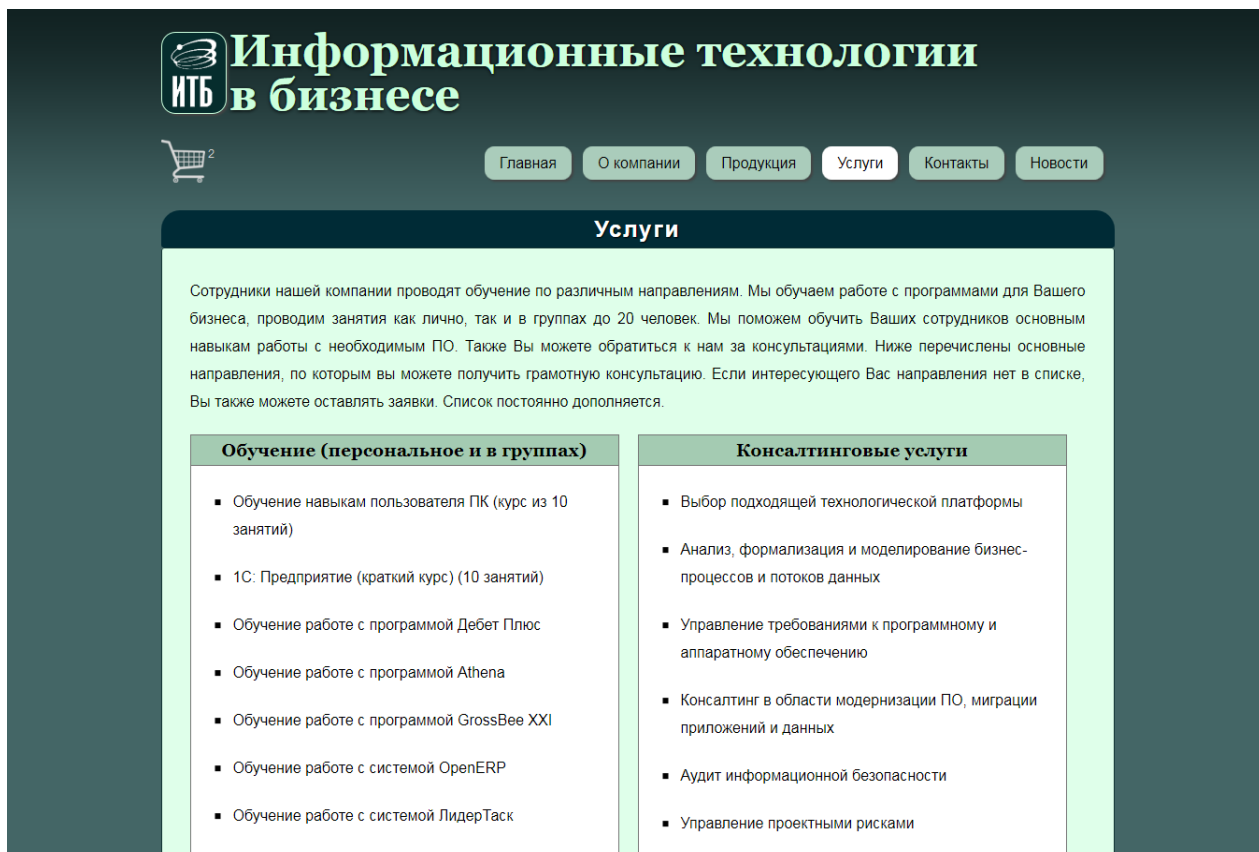 Информационные технологии
в бизнесе
ИТБ
2
Главная
О компании
Продукция
Услуги
Контакты
Новости
Услуги
Сотрудники нашей компании проводят обучение по различным направлениям. Мы обучаем работе с программами для Вашего
бизнеса, проводим занятия как лично, так и в группах до 20 человек. Мы поможем обучить Ваших сотрудников основным
навыкам работы с необходимым ПО. Также Вы можете обратиться к нам за консультациями. Ниже перечислены основные
направления, по которым вы можете получить грамотную консультацию. Если интересующего Вас направления нет в списке,
Вы также можете оставлять заявки. Список постоянно дополняется.
Обучение (персональное и в группах)
Обучение навыкам пользователя ПК (курс из 10
занятий)
1С: Предприятие (краткий курс) (10 занятий)
Обучение работе с программой Дебет Плюс
Обучение работе с программой Athena
Обучение работе с программой GrossBee XXI
Обучение работе с системой OpenERP
Обучение работе с системой ЛидерТаск
Консалтинговые услуги
Выбор подходящей технологической платформы
Анализ, формализация и моделирование бизнес-
процессов и потоков данных
Управление требованиями к программному и
аппаратному обеспечению
Консалтинг в области модернизации ПО, миграции
приложений и данных
Аудит информационной безопасности
Управление проектными рисками